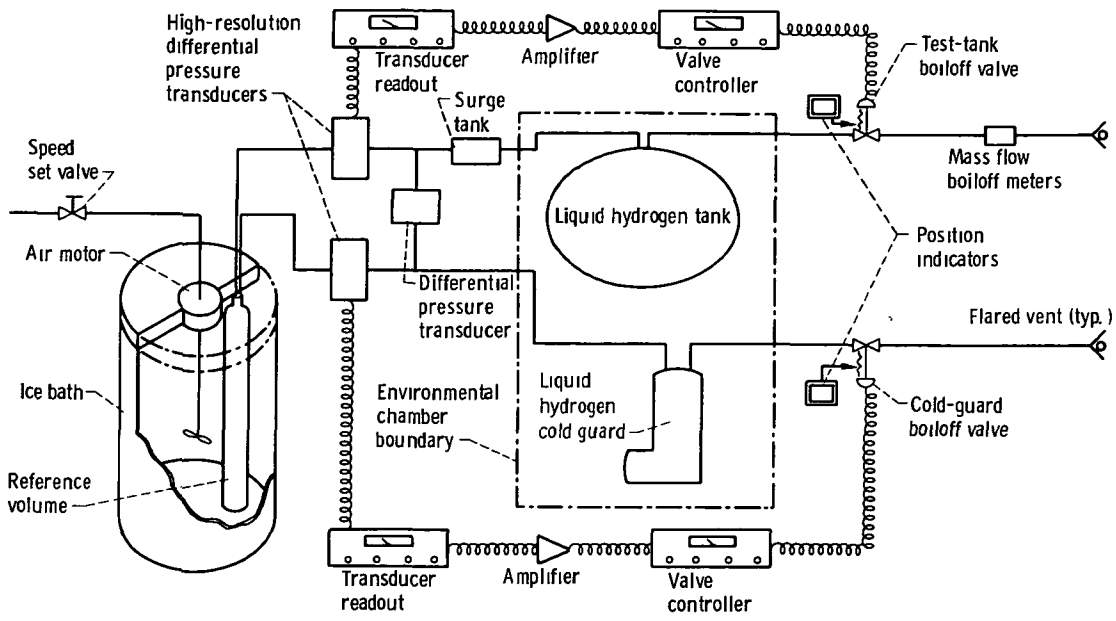 High-resolution
differential
pressure
transducers
Transducer
readout
Amplifier
Valve
controller
Test-tank
boiloff valve
Surge
tank
Speed
set valve
Mass flow
boiloff meters
Liquid hydrogen tank
Air motor
Position
indicators
Differential
pressure
transducer
Flared vent (typ.)
Ice bath
Environmental
chamber
boundary
Liquid
hydrogen
cold guard
Cold-guard
boiloff valve
Reference
volume
Transducer
readout
Amplifier
Valve
controller